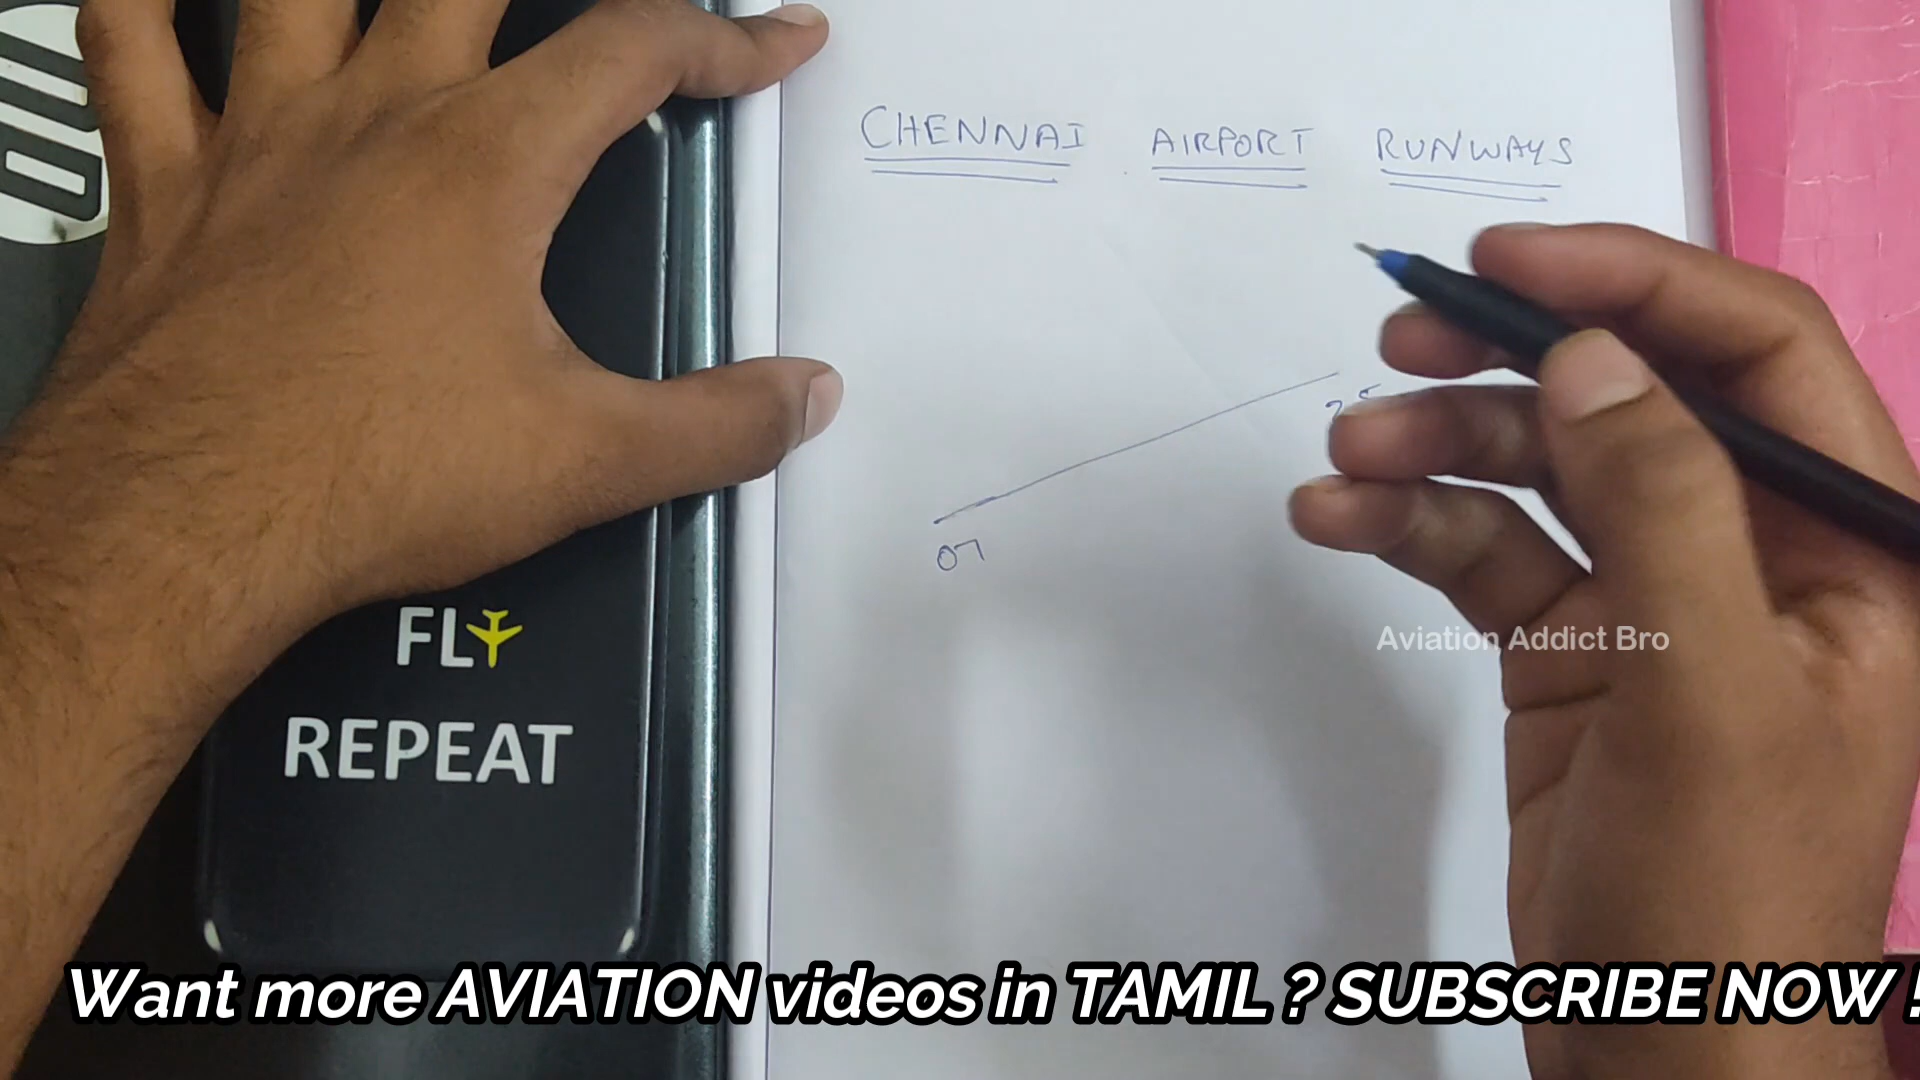 CHENNAI AIRPORT RUNWAYS
07
FLY
REPEAT
Aviation Addict Bro
Want more AVIATION videos in TAMIL ? SUBSCRIBE NOW !